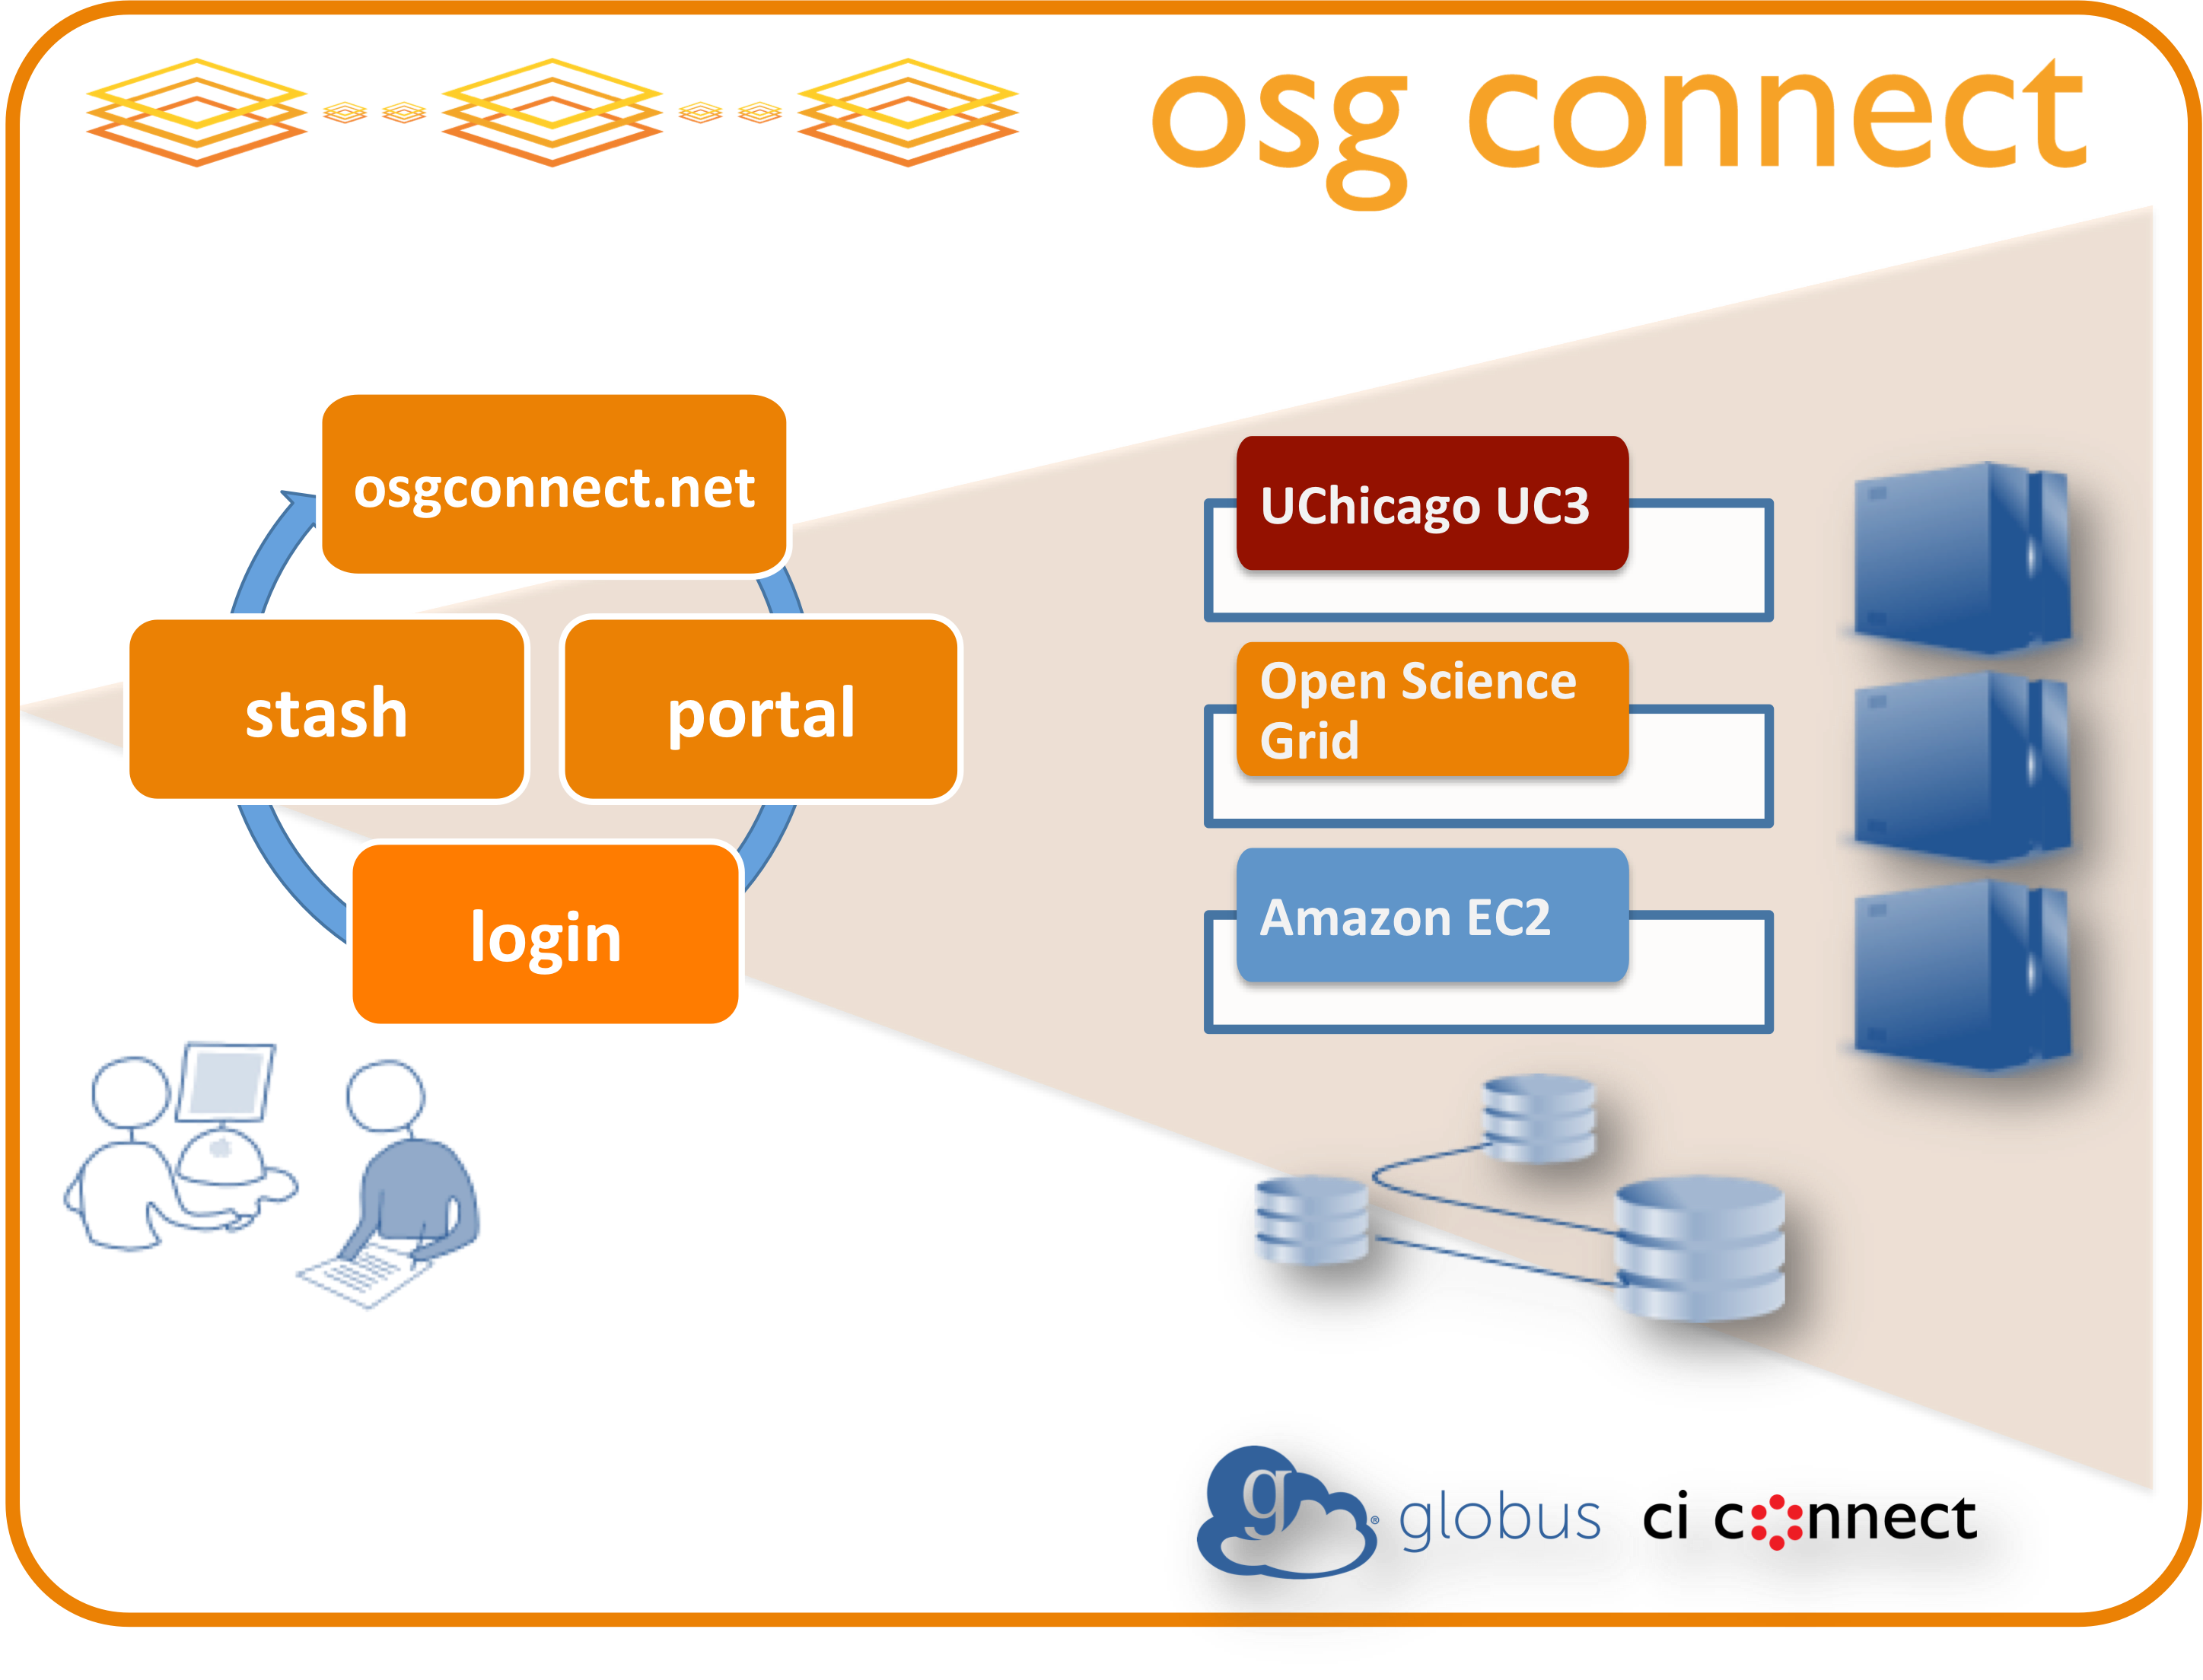 osg connect
osgconnect.net
stash
portal
login
UChicago UC3
Open Science
Grid
Amazon EC2
g
® globus
ci connect